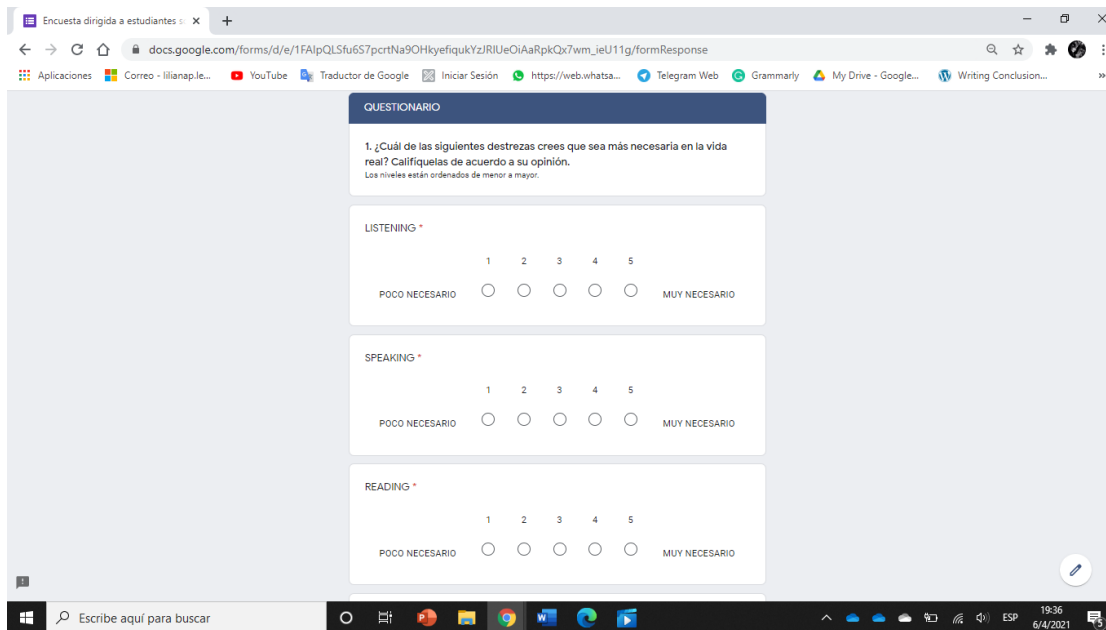 Encuesta dirigida a estudiantes s
docs.google.com/forms/d/e/1FAIpQLSfu6S7pcrtNa9OHkyefiqukYzJRlUeOiAaRpkQx7wm_ieU11g/formResponse
Aplicaciones Correo - lilianap.le... YouTube Traductor de Google Iniciar Sesión https://web.whatsa... Telegram Web Grammarly My Drive - Google... Writing Conclusion... »
QUESTIONARIO
1. ¿Cuál de las siguientes destrezas crees que sea más necesaria en la vida
real? Califíquelas de acuerdo a su opinión.
Los niveles están ordenados de menor a mayor.
LISTENING *
1 2 3 4 5
POCO NECESARIO MUY NECESARIO
SPEAKING *
1 2 3 4 5
POCO NECESARIO MUY NECESARIO
READING *
1 2 3 4 5
POCO NECESARIO MUY NECESARIO
Escribe aquí para buscar
ESP
19:36
6/4/2021
5